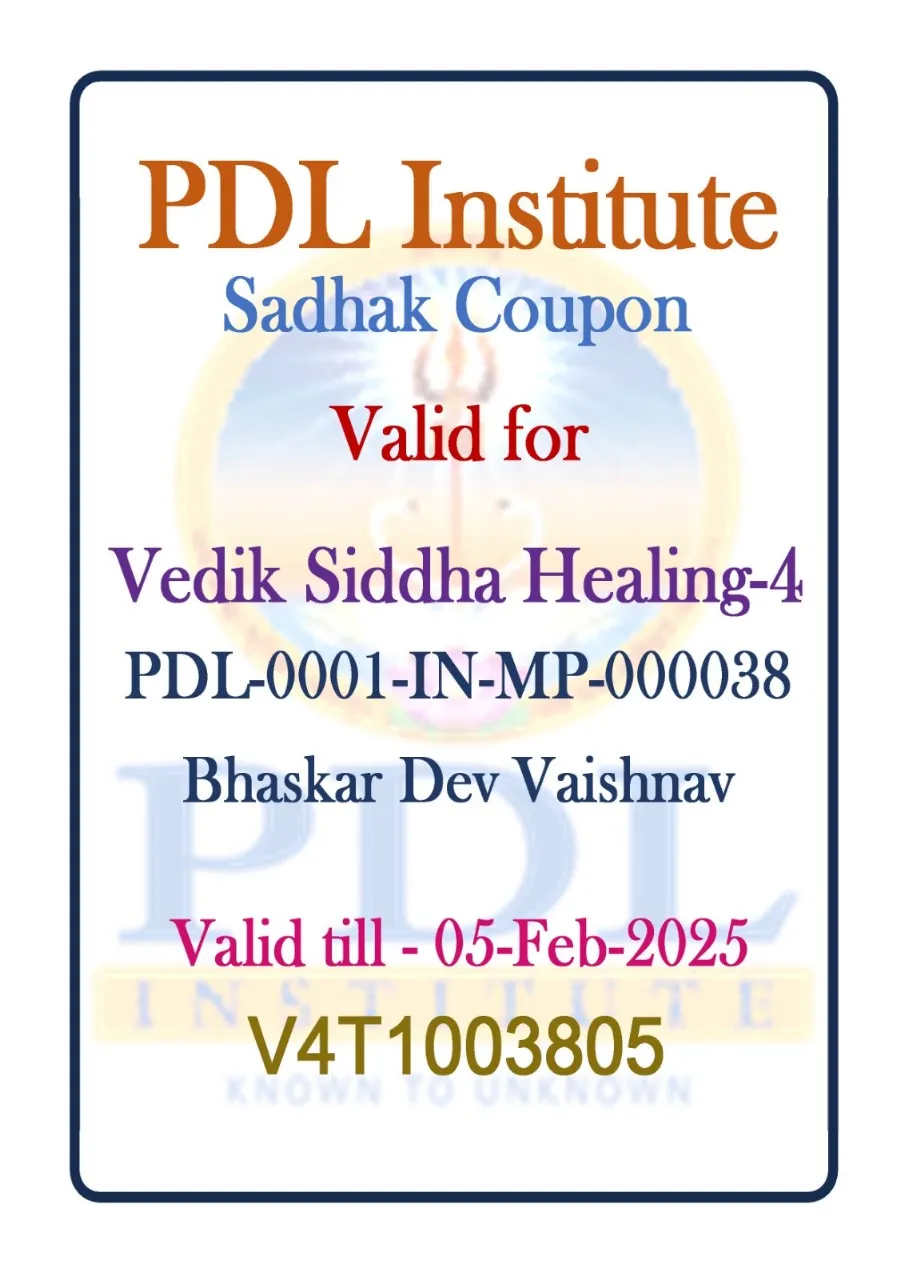 PDL Institute
Sadhak Coupon
Valid for
Vedik Siddha Healing-4
PDL-0001-IN-MP-000038
Bhaskar Dev Vaishnav
PDL
Valid till - 05-Feb-2025
INSTITUTE
V4T1003805
KNOWN TO UNKNOWN